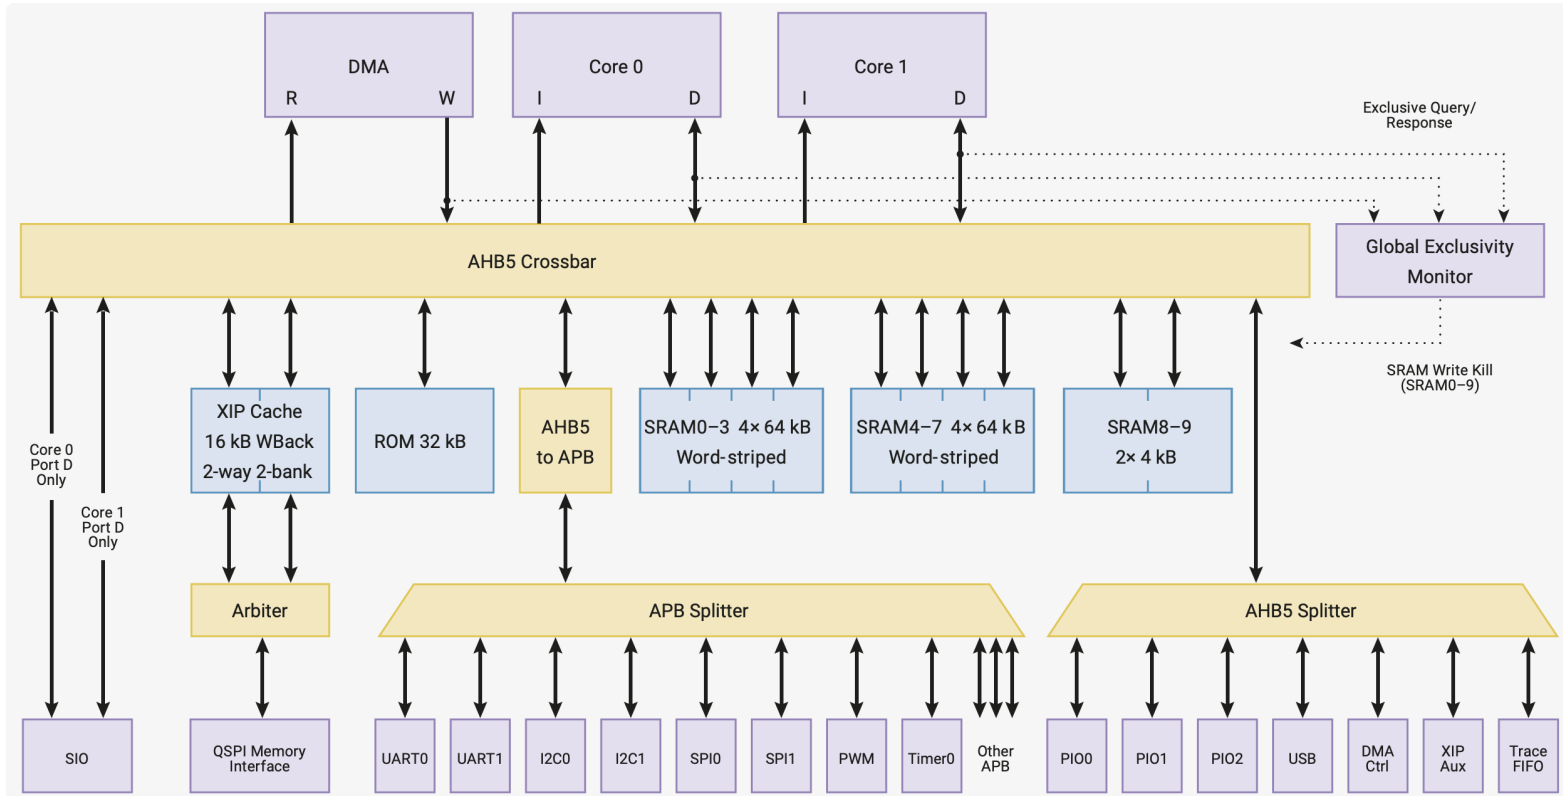 DMA
R
W
Core 0
I
D
Core 1
I
D
Exclusive Query/
Response
AHB5 Crossbar
Global Exclusivity
Monitor
SRAM Write Kill
(SRAM0–9)
Core 0
Port D
Only
Core 1
Port D
Only
XIP Cache
16 kB WBack
2-way 2-bank
ROM 32 kB
AHB5
to APB
SRAM0–3 4× 64 kB
Word-striped
SRAM4–7 4× 64 kB
Word-striped
SRAM8–9
2× 4 kB
Arbiter
APB Splitter
AHB5 Splitter
SIO
QSPI Memory
Interface
UART0
UART1
I2C0
I2C1
SPI0
SPI1
PWM
Timer0
Other
APB
PIO0
PIO1
PIO2
USB
DMA
Ctrl
XIP
Aux
Trace
FIFO